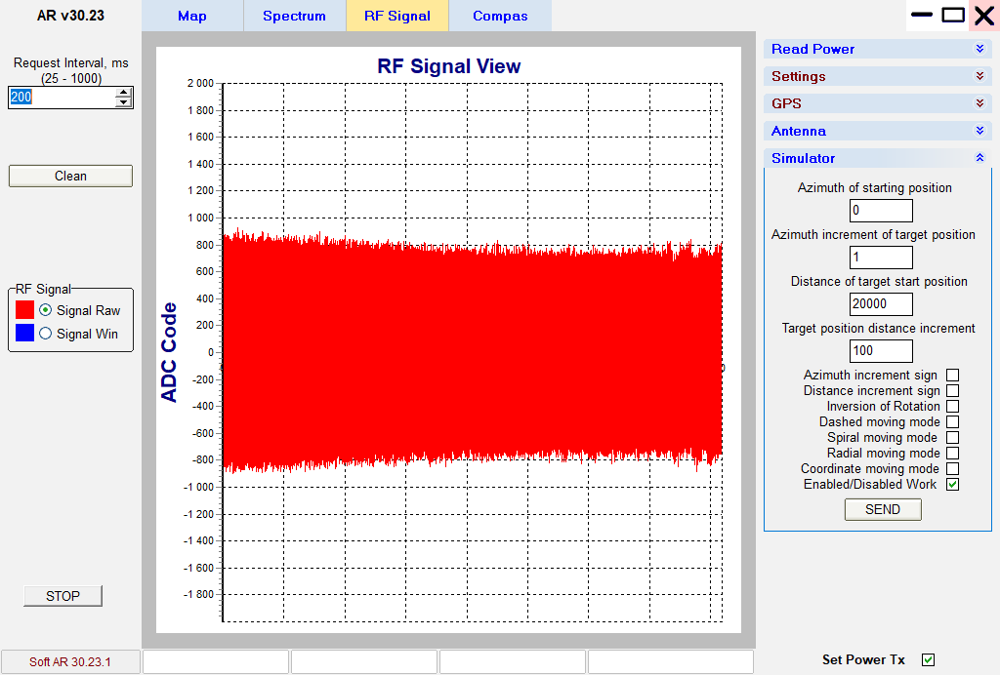 AR v30.23
Map
Spectrum
RF Signal
Compas
Request Interval, ms
(25 - 1000)
200
Clean
RF Signal
Signal Raw
Signal Win
STOP
Soft AR 30.23.1
RF Signal View
ADC Code
2 000
1 800
1 600
1 400
1 200
1 000
800
600
400
200
0
-200
-400
-600
-800
-1 000
-1 200
-1 400
-1 600
-1 800
Read Power
Settings
GPS
Antenna
Simulator
Azimuth of starting position
0
Azimuth increment of target position
1
Distance of target start position
20000
Target position distance increment
100
Azimuth increment sign
Distance increment sign
Inversion of Rotation
Dashed moving mode
Spiral moving mode
Radial moving mode
Coordinate moving mode
Enabled/Disabled Work
SEND
Set Power Tx